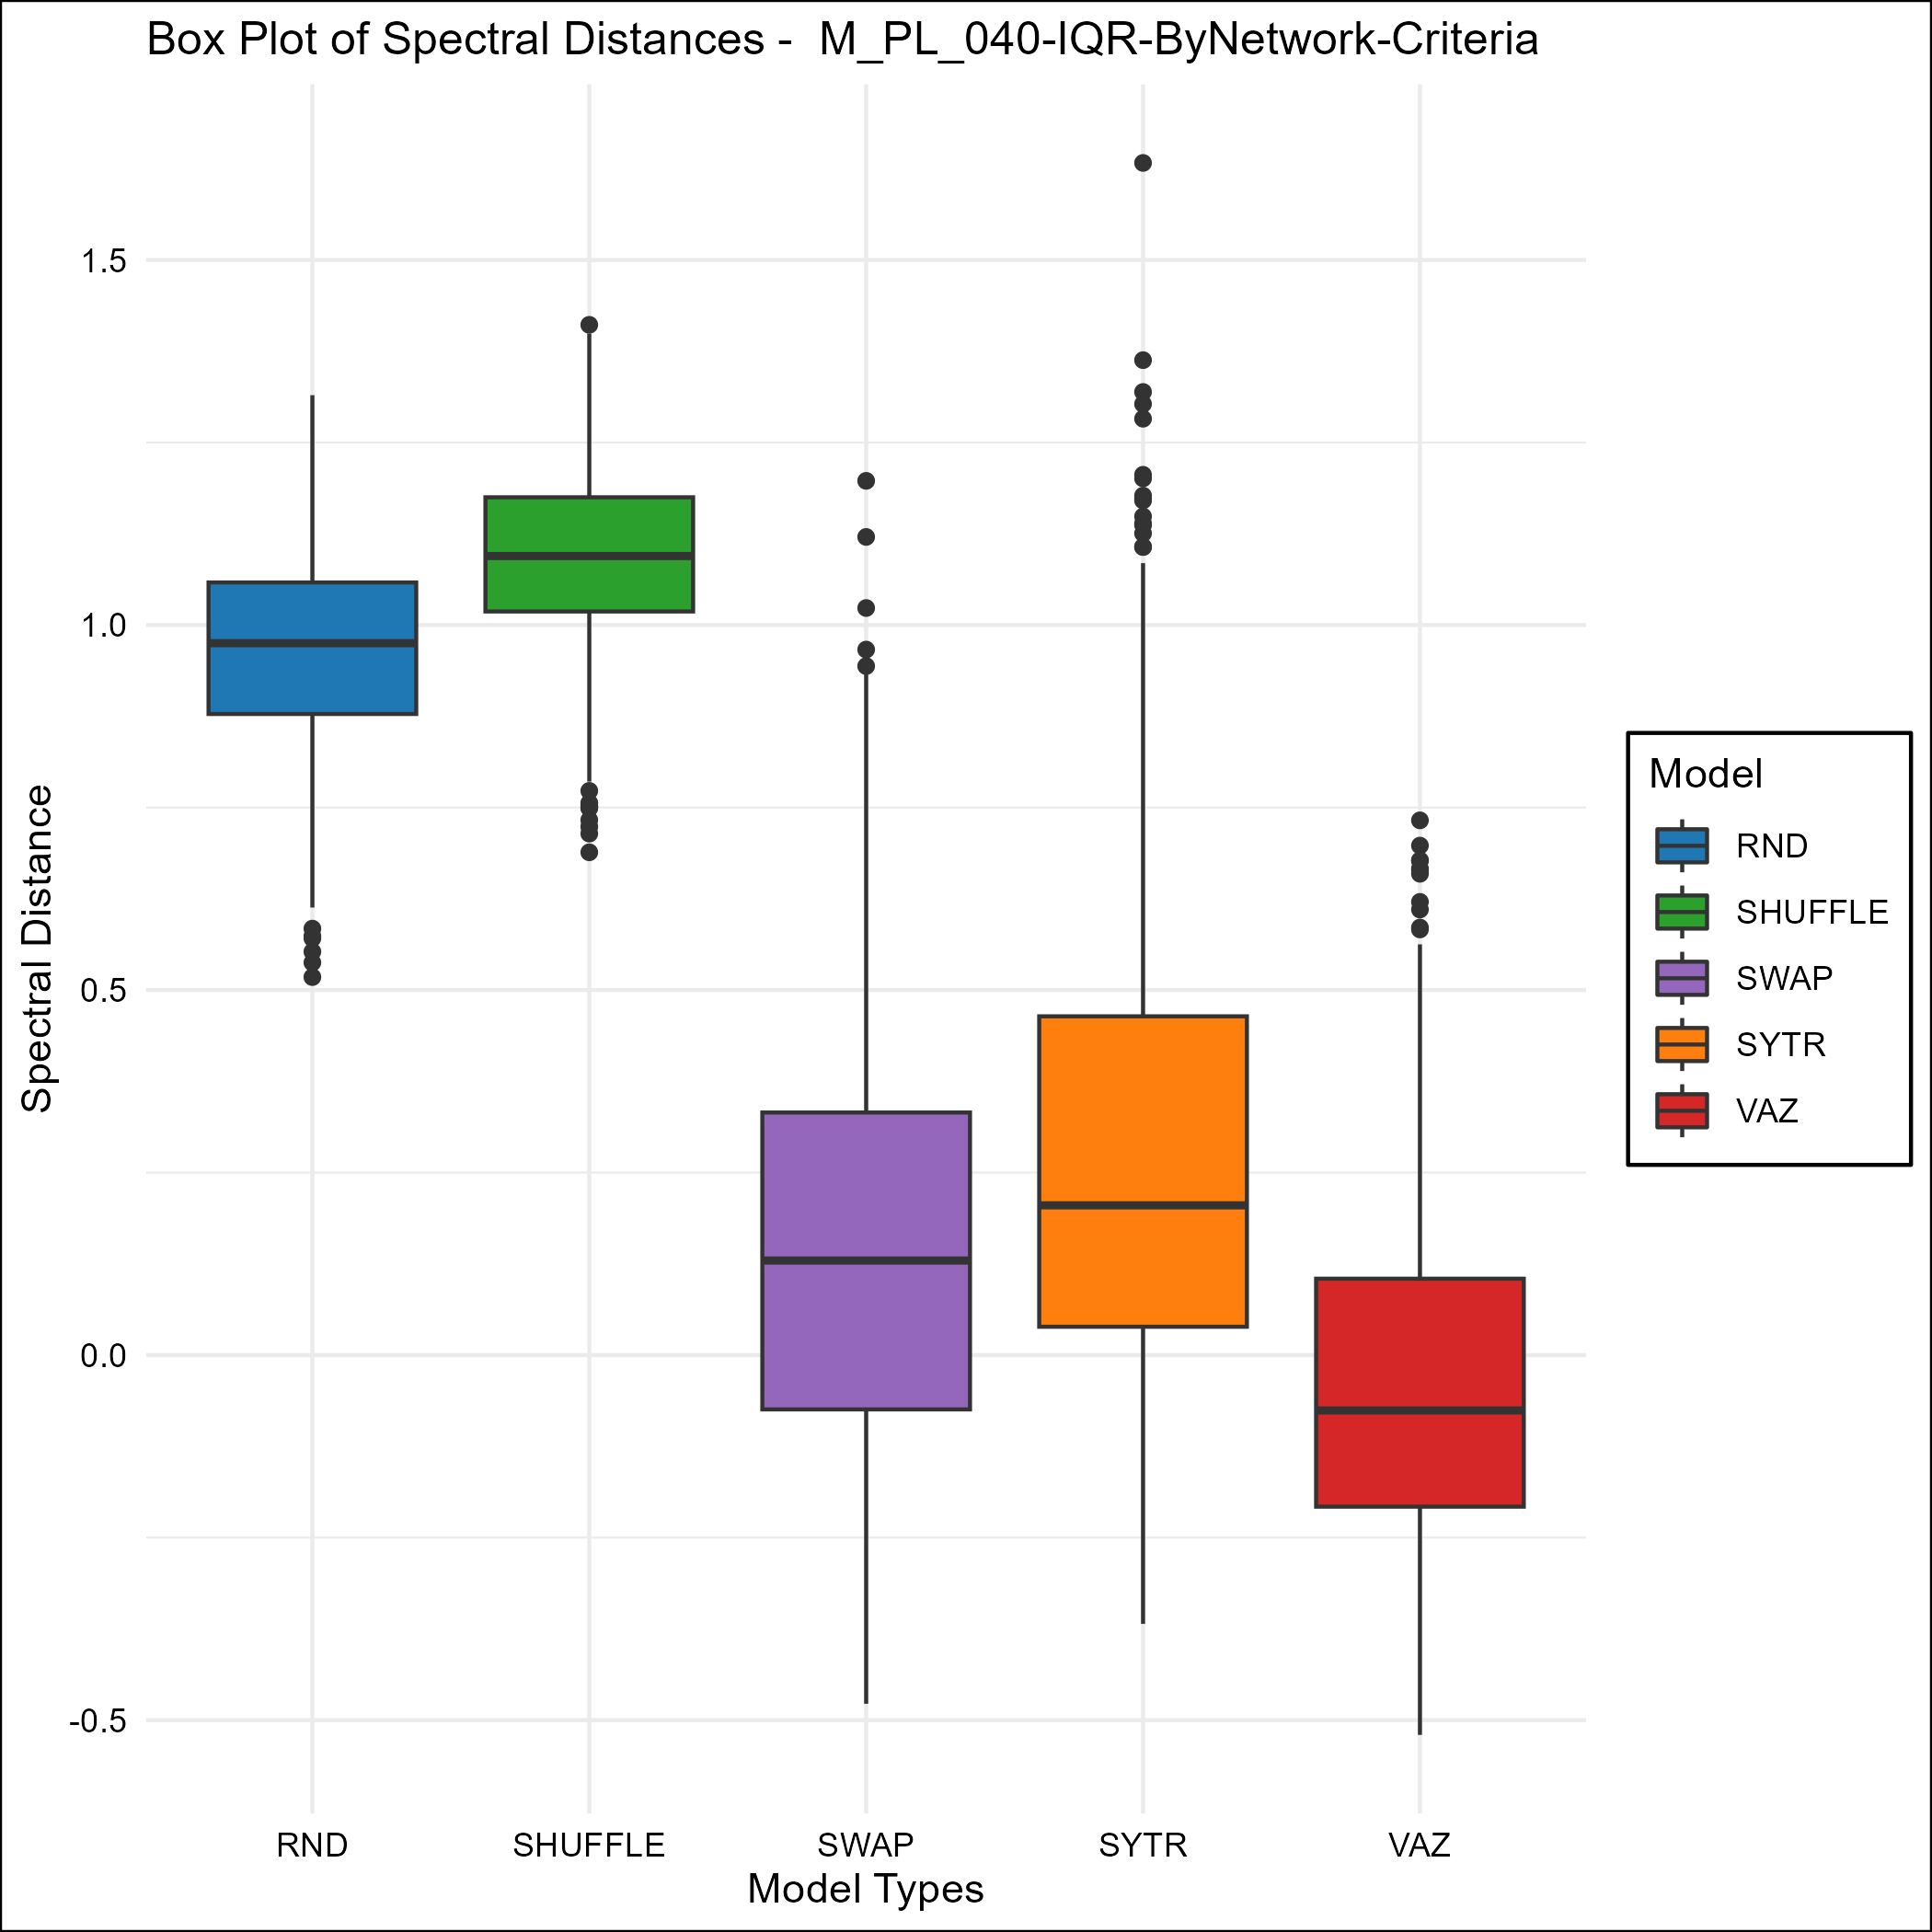 Box Plot of Spectral Distances -  M_PL_040-IQR-ByNetwork-Criteria
Spectral Distance
1.5
1.0
0.5
0.0
-0.5
RND
SHUFFLE
SWAP
SYTR
VAZ
Model Types
Model
RND
SHUFFLE
SWAP
SYTR
VAZ